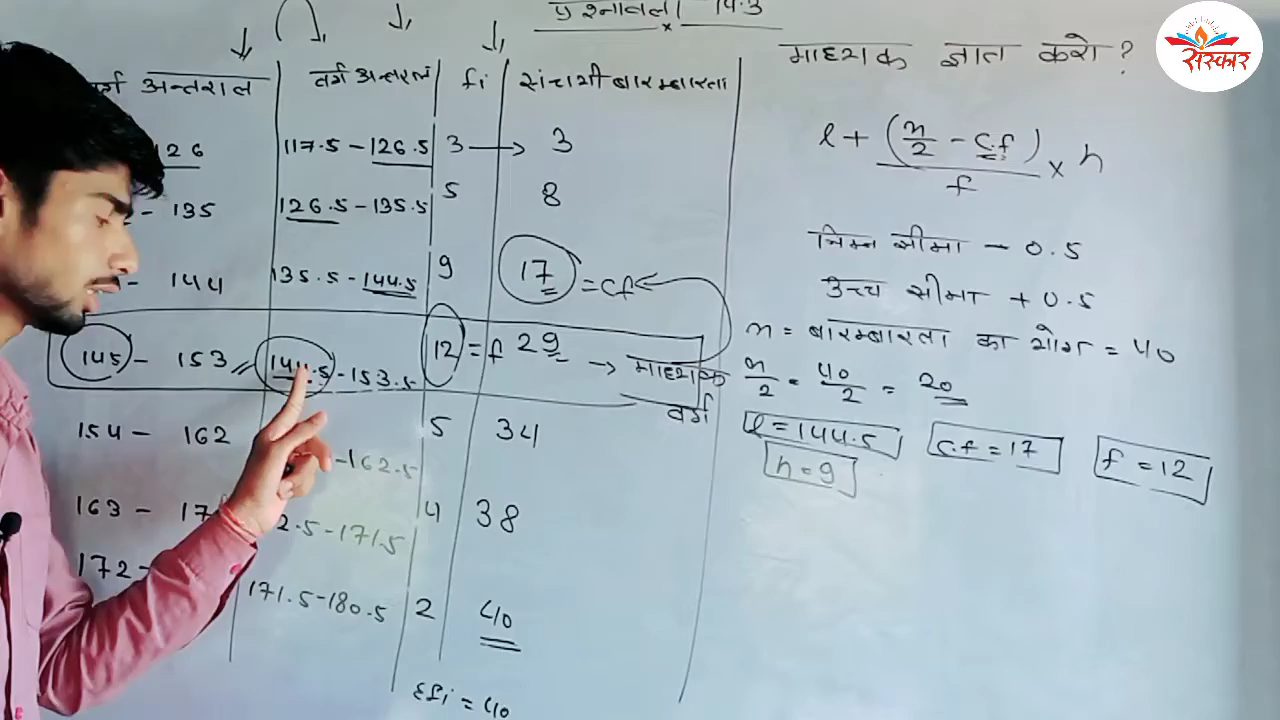 प्रश्नावली 14.3
संस्कार
माध्यक ज्ञात करो ?
वर्ग अन्तराल वर्ग अन्तराल fi संचयी बारम्बारता
126 117.5 - 126.5 3 → 3
- 135 126.5 - 135.5 5 8
- 144 135.5 - 144.5 9 17 = cf
145 - 153 144.5 - 153.5 12 = f 29 → माध्यक वर्ग
154 - 162 - 162.5 5 34
163 - 2.5 - 171.5 4 38
172 - 171.5 - 180.5 2 40
Σfi = 40
l + (n/2 - c.f) / f × h
निम्न सीमा - 0.5
उच्च सीमा + 0.5
n = बारम्बारता का योग = 40
n/2 = 40/2 = 20
l = 144.5 c.f = 17 f = 12
h = 9